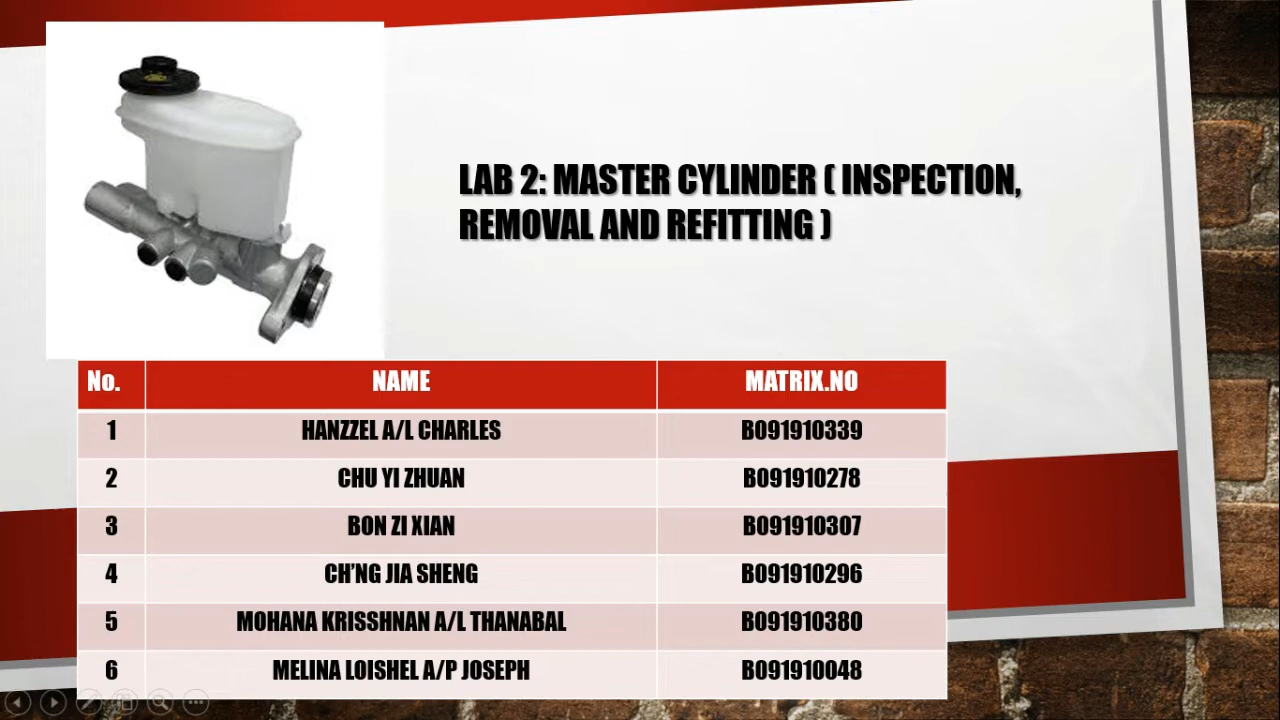 LAB 2: MASTER CYLINDER ( INSPECTION,
REMOVAL AND REFITTING )
No. NAME MATRIX.NO
1 HANZZEL A/L CHARLES B091910339
2 CHU YI ZHUAN B091910278
3 BON ZI XIAN B091910307
4 CH’NG JIA SHENG B091910296
5 MOHANA KRISSHNAN A/L THANABAL B091910380
6 MELINA LOISHEL A/P JOSEPH B091910048